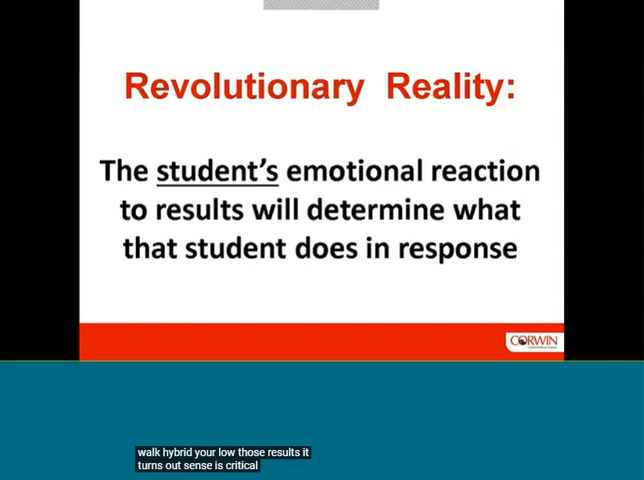 Revolutionary Reality:
The student's emotional reaction
to results will determine what
that student does in response
CORWIN
walk hybrid your low those results it
turns out sense is critical